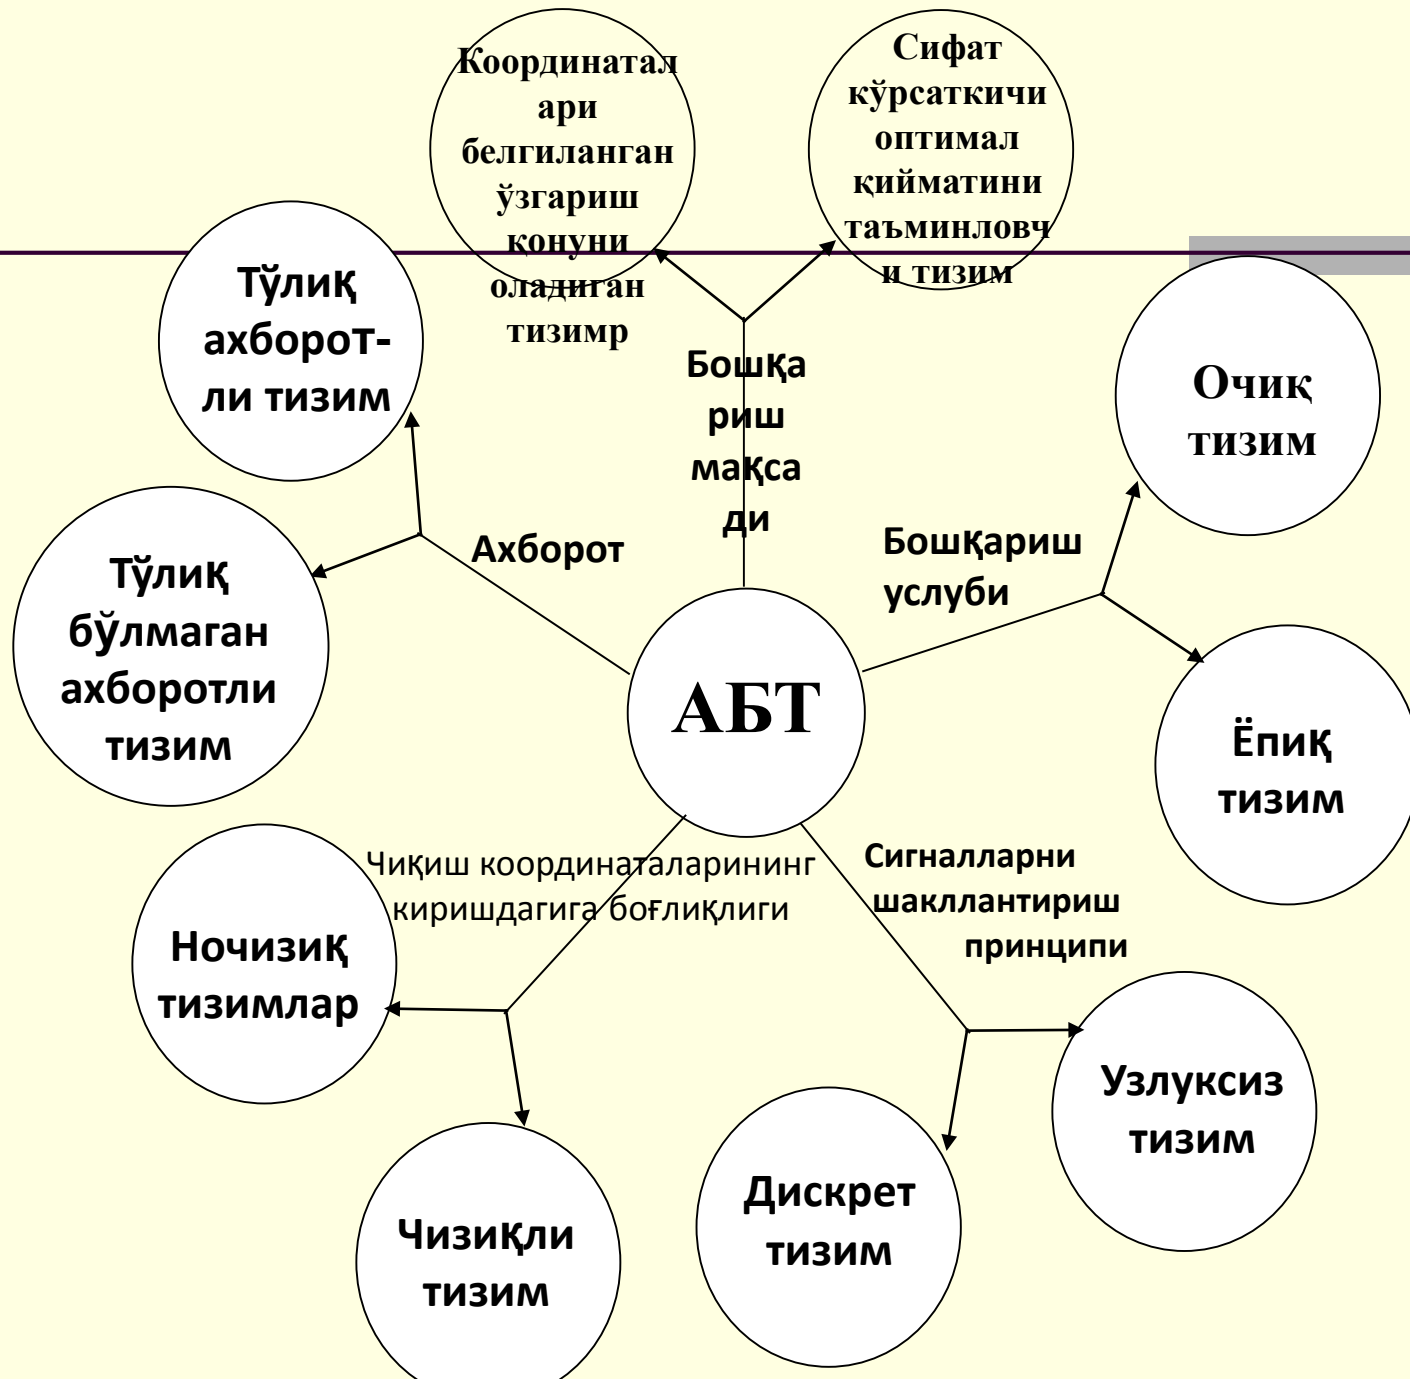 Координатал
ари
белгиланган
ўзгариш
қонуни
оладиган
тизимр
Сифат
кўрсаткичи
оптимал
қийматини
таъминловч
и тизим
Тўлиқ
ахборот-
ли тизим
Бошқа
риш
мақса
ди
Очиқ
тизим
Ахборот
Бошқариш
услуби
Тўлиқ
бўлмаган
ахборотли
тизим
АБТ
Ёпиқ
тизим
Чиқиш координаталарининг
киришдагига боғлиқлиги
Сигналларни
шакллантириш
принципи
Ночизиқ
тизимлар
Узлуксиз
тизим
Дискрет
тизим
Чизиқли
тизим